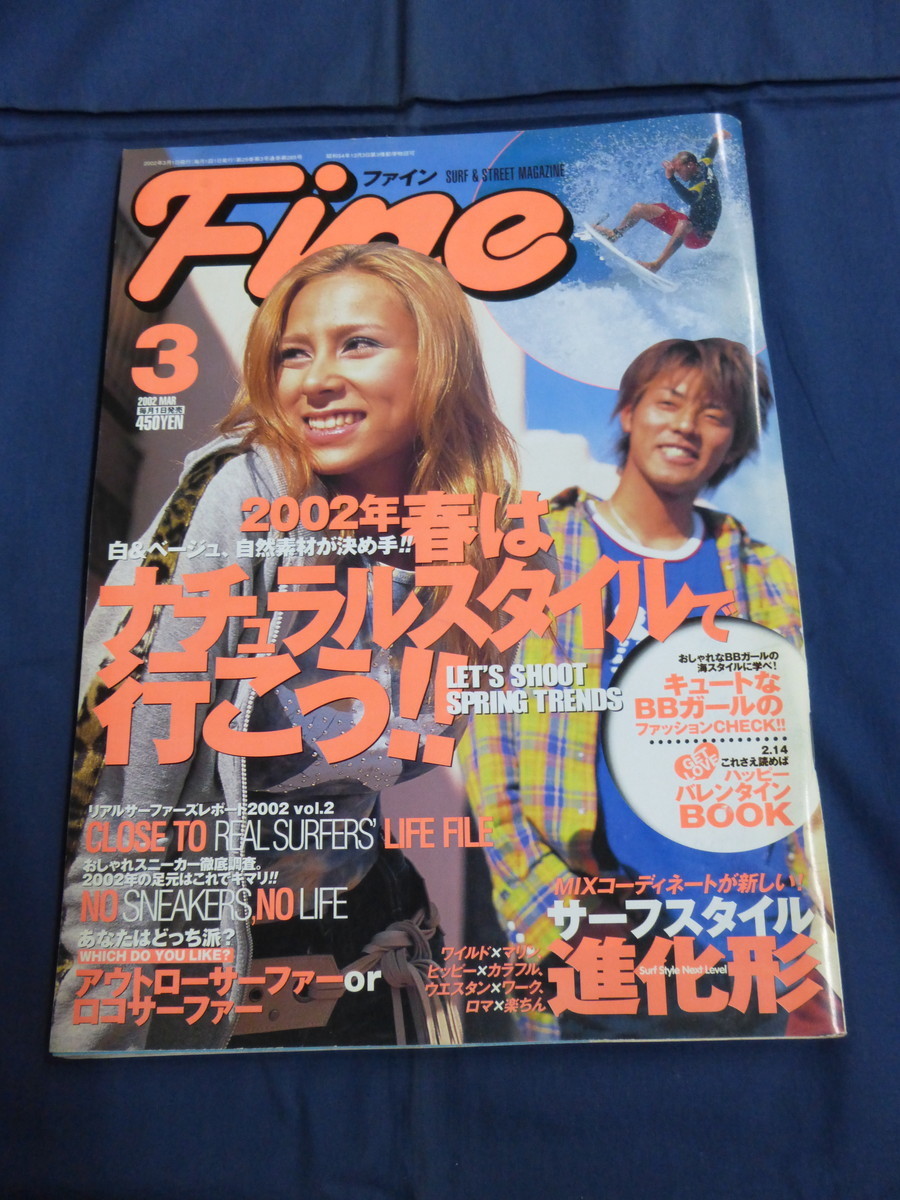 ファイン
SURF & STREET MAGAZINE
Fine
3
2002 MAR
毎月1日発売
450YEN
2002年春は
白&ベージュ、自然素材が決め手!!
ナチュラルスタイルで
行こう!!
LET'S SHOOT
SPRING TRENDS
おしゃれなBBガールの
海スタイルに学べ!
キュートな
BBガールの
ファッションCHECK!!
GET LOVE
2.14
これさえ読めば
ハッピー
バレンタイン
BOOK
リアルサーファーズレポート2002 vol.2
CLOSE TO REAL SURFERS' LIFE FILE
おしゃれスニーカー徹底調査。
2002年の足元はこれでキマリ!!
NO SNEAKERS, NO LIFE
あなたはどっち派?
WHICH DO YOU LIKE?
アウトローサーファーor
ロコサーファー
MIXコーディネートが新しい!
サーフスタイル
進化形
Surf Style Next Level
ワイルド×マリン、
ヒッピー×カラフル、
ウエスタン×ワーク、
ロマ×楽ちん